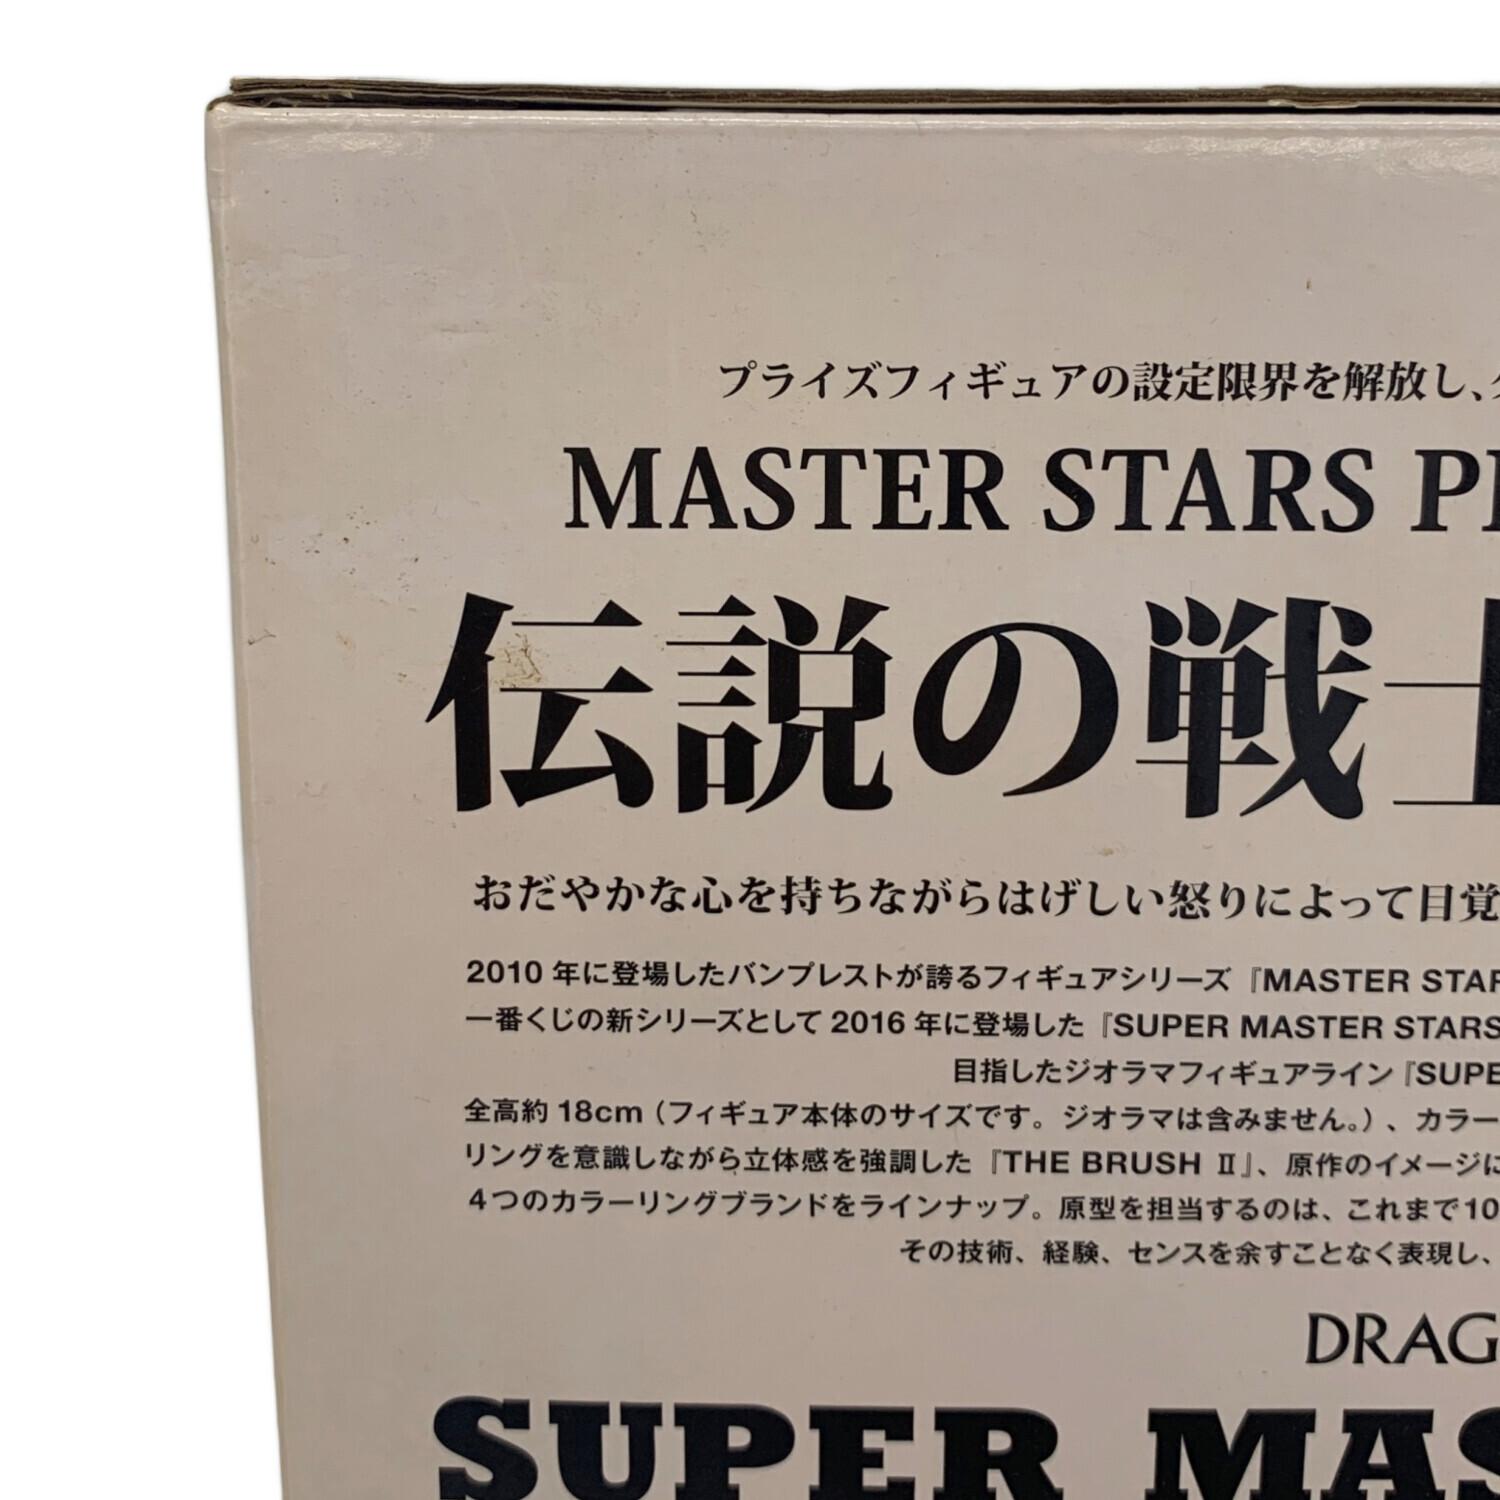 プライズフィギュアの設定限界を解放し、
MASTER STARS P
伝説の戦士
おだやかな心を持ちながらはげしい怒りによって目覚
2010 年に登場したバンプレストが誇るフィギュアシリーズ『MASTER STAR
一番くじの新シリーズとして 2016 年に登場した『SUPER MASTER STARS
目指したジオラマフィギュアライン『SUPE
全高約 18cm（フィギュア本体のサイズです。ジオラマは含みません。）、カラー
リングを意識しながら立体感を強調した『THE BRUSH Ⅱ』、原作のイメージに
4つのカラーリングブランドをラインナップ。原型を担当するのは、これまで10
その技術、経験、センスを余すことなく表現し、
DRAG
SUPER MAS